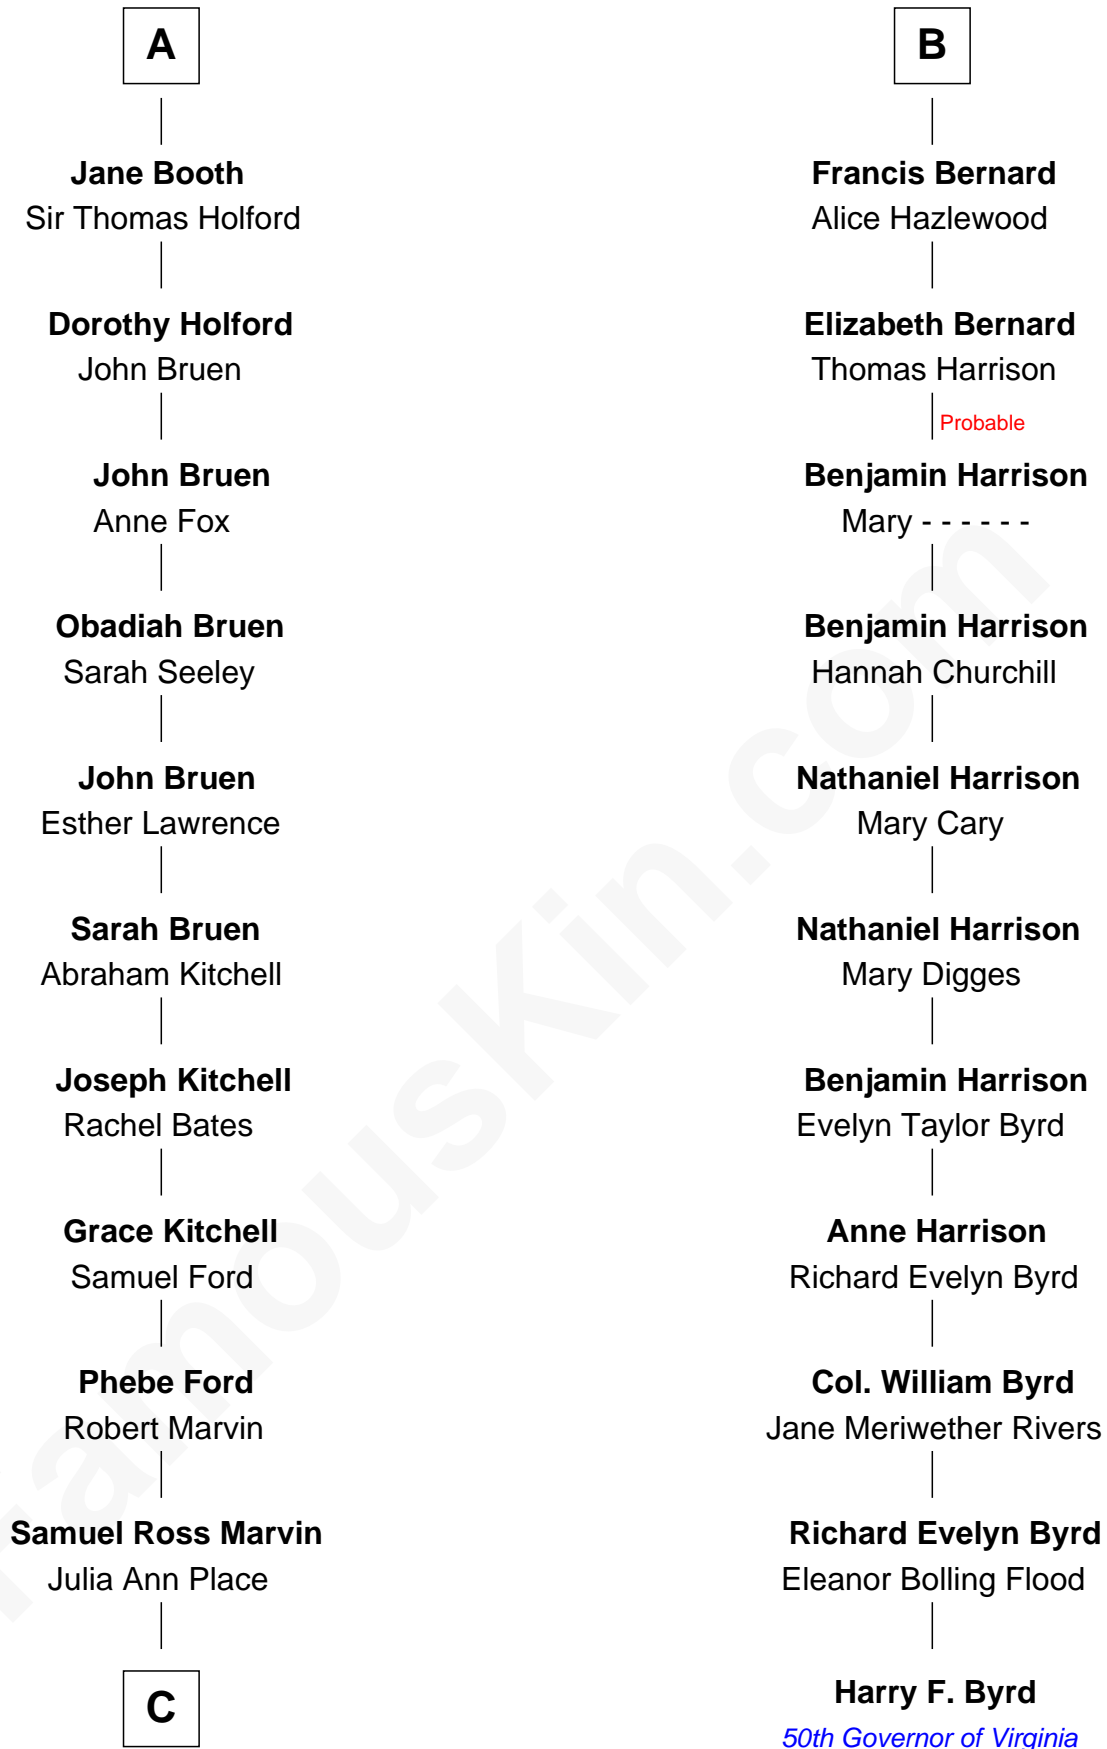 A
Jane Booth
Sir Thomas Holford
Dorothy Holford
John Bruen
John Bruen
Anne Fox
Obadiah Bruen
Sarah Seeley
John Bruen
Esther Lawrence
Sarah Bruen
Abraham Kitchell
Joseph Kitchell
Rachel Bates
Grace Kitchell
Samuel Ford
Phebe Ford
Robert Marvin
Samuel Ross Marvin
Julia Ann Place
C
B
Francis Bernard
Alice Hazlewood
Elizabeth Bernard
Thomas Harrison
Probable
Benjamin Harrison
Mary - - - - - -
Benjamin Harrison
Hannah Churchill
Nathaniel Harrison
Mary Cary
Nathaniel Harrison
Mary Digges
Benjamin Harrison
Evelyn Taylor Byrd
Anne Harrison
Richard Evelyn Byrd
Col. William Byrd
Jane Meriwether Rivers
Richard Evelyn Byrd
Eleanor Bolling Flood
Harry F. Byrd
50th Governor of Virginia
FamousKin.com